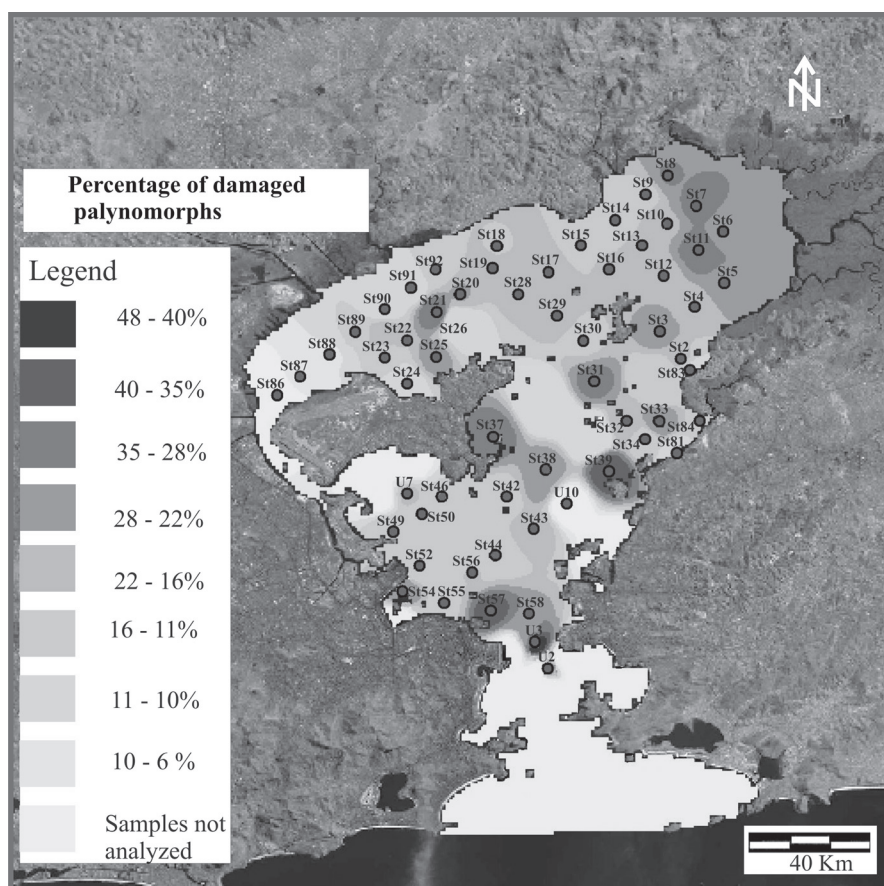 N
Percentage of damaged
palynomorphs
Legend
48 - 40%
40 - 35%
35 - 28%
28 - 22%
22 - 16%
16 - 11%
11 - 10%
10 - 6 %
Samples not
analyzed
St8
St9
St7
St14
St10
St6
St18
St15
St13
St11
St92
St19
St17
St16
St12
St5
St91
St20
St28
St90
St21
St29
St4
St89
St22
St26
St30
St3
St88
St23
St25
St2
St87
St24
St31
St83
St86
St37
St32
St33
St84
St34
St81
St38
St39
U7
St46
St42
U10
St50
St49
St43
St52
St44
St56
St54
St55
St57
St58
U3
U2
40 Km